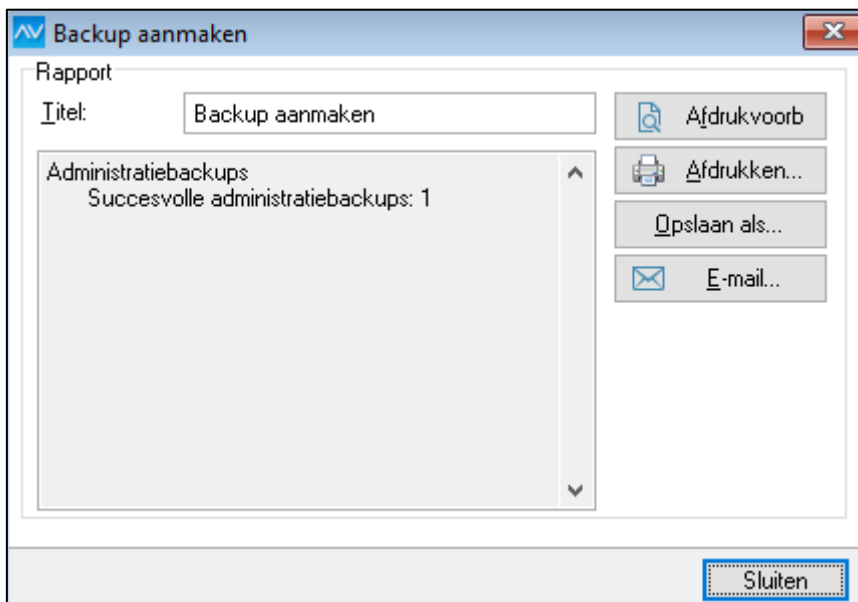 Backup aanmaken
Rapport
Titel:
Backup aanmaken
Afdrukvoorb
Administratiebackups
Succesvolle administratiebackups: 1
Afdrukken...
Opslaan als...
E-mail...
Sluiten